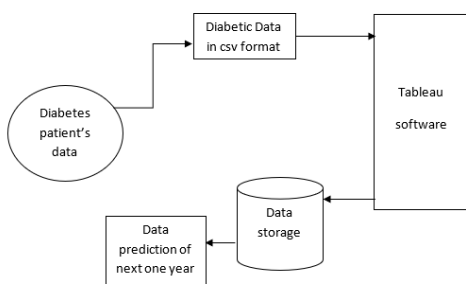 Diabetic Data
in csv format
Diabetes
patient's
data
Tableau
software
Data
storage
Data
prediction of
next one year